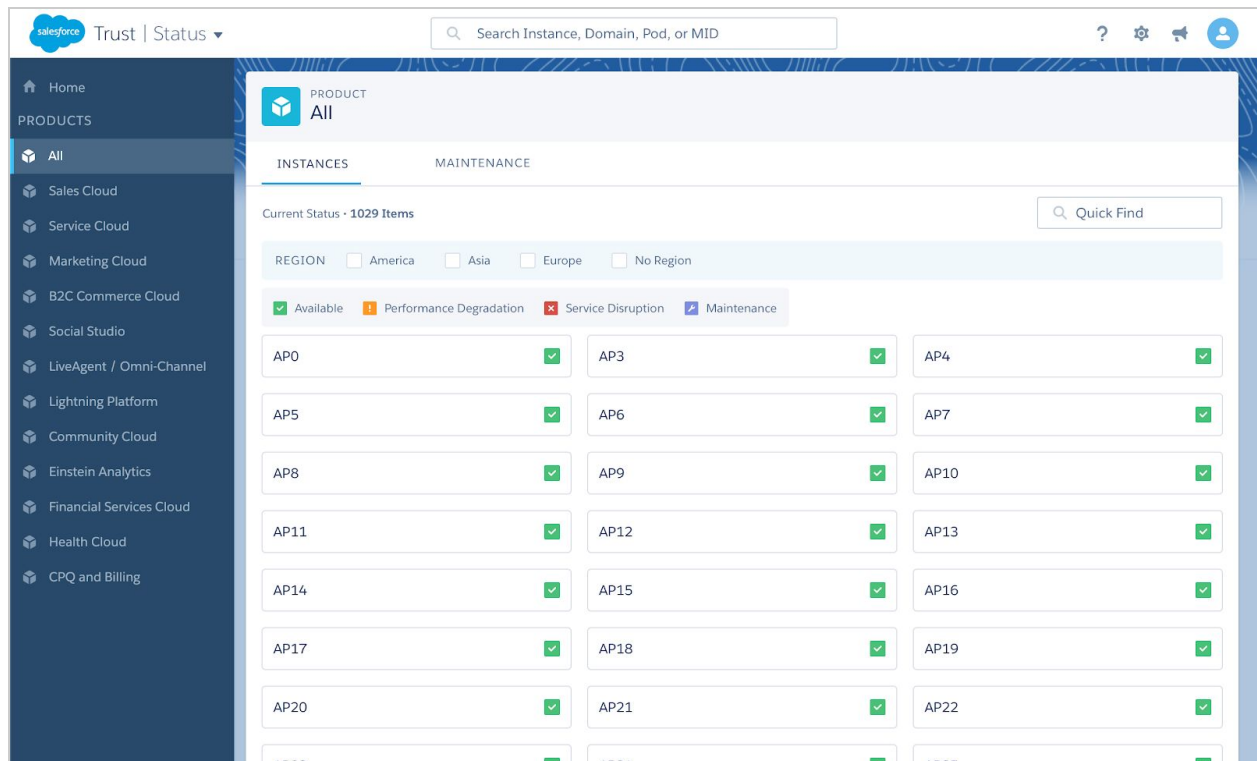 salesforce Trust | Status
Search Instance, Domain, Pod, or MID
Home
PRODUCTS
All
Sales Cloud
Service Cloud
Marketing Cloud
B2C Commerce Cloud
Social Studio
LiveAgent / Omni-Channel
Lightning Platform
Community Cloud
Einstein Analytics
Financial Services Cloud
Health Cloud
CPQ and Billing
PRODUCT
All
INSTANCES MAINTENANCE
Current Status • 1029 Items Quick Find
REGION America Asia Europe No Region
Available Performance Degradation Service Disruption Maintenance
AP0 AP3 AP4
AP5 AP6 AP7
AP8 AP9 AP10
AP11 AP12 AP13
AP14 AP15 AP16
AP17 AP18 AP19
AP20 AP21 AP22